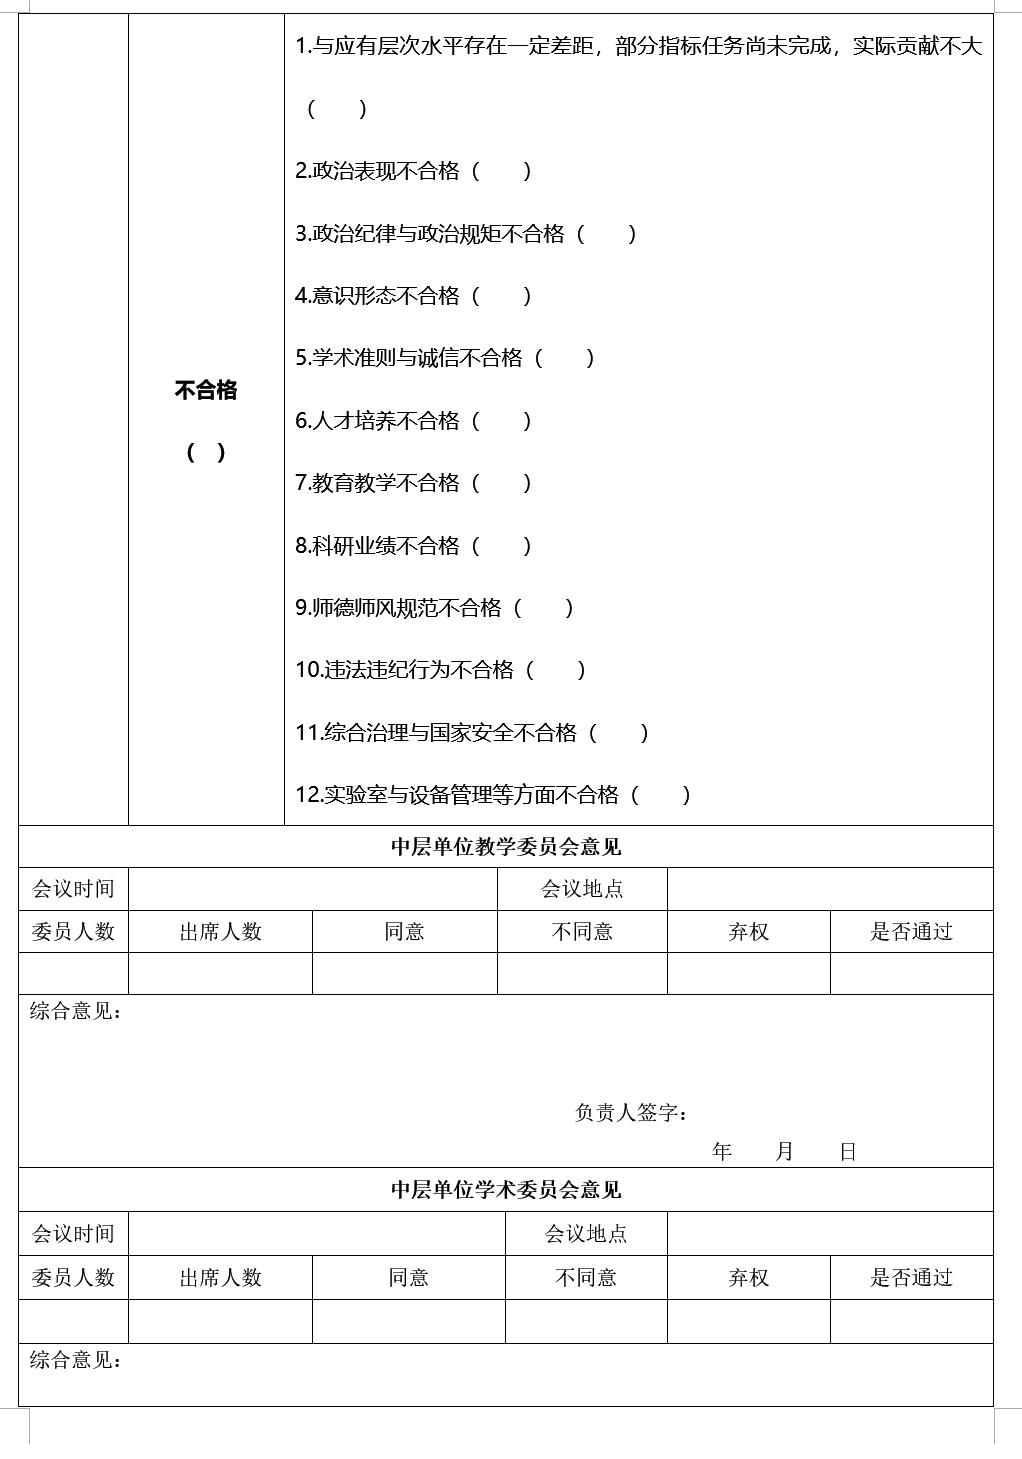 1.与应有层次水平存在一定差距，部分指标任务尚未完成，实际贡献不大
（　　）
2.政治表现不合格（　　）
3.政治纪律与政治规矩不合格（　　）
4.意识形态不合格（　　）
5.学术准则与诚信不合格（　　）
不合格
（　）
6.人才培养不合格（　　）
7.教育教学不合格（　　）
8.科研业绩不合格（　　）
9.师德师风规范不合格（　　）
10.违法违纪行为不合格（　　）
11.综合治理与国家安全不合格（　　）
12.实验室与设备管理等方面不合格（　　）
中层单位教学委员会意见
会议时间 会议地点
委员人数 出席人数 同意 不同意 弃权 是否通过
综合意见：
负责人签字：
年　　月　　日
中层单位学术委员会意见
会议时间 会议地点
委员人数 出席人数 同意 不同意 弃权 是否通过
综合意见：